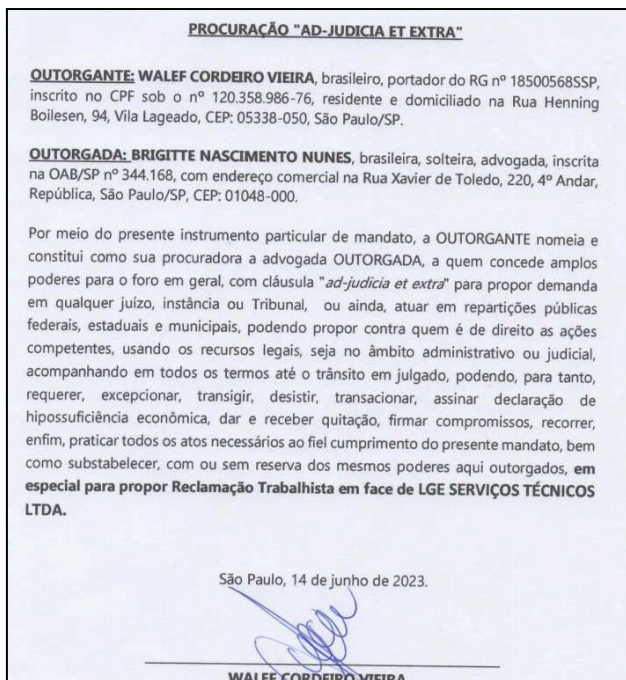 PROCURAÇÃO "AD-JUDICIA ET EXTRA"
OUTORGANTE: WALEF CORDEIRO VIEIRA, brasileiro, portador do RG nº 18500568SSP,
inscrito no CPF sob o nº 120.358.986-76, residente e domiciliado na Rua Henning
Boilesen, 94, Vila Lageado, CEP: 05338-050, São Paulo/SP.
OUTORGADA: BRIGITTE NASCIMENTO NUNES, brasileira, solteira, advogada, inscrita
na OAB/SP nº 344.168, com endereço comercial na Rua Xavier de Toledo, 220, 4º Andar,
República, São Paulo/SP, CEP: 01048-000.
Por meio do presente instrumento particular de mandato, a OUTORGANTE nomeia e
constitui como sua procuradora a advogada OUTORGADA, a quem concede amplos
poderes para o foro em geral, com cláusula "ad-judicia et extra" para propor demanda
em qualquer juízo, instância ou Tribunal, ou ainda, atuar em repartições públicas
federais, estaduais e municipais, podendo propor contra quem é de direito as ações
competentes, usando os recursos legais, seja no âmbito administrativo ou judicial,
acompanhando em todos os termos até o trânsito em julgado, podendo, para tanto,
requerer, excepcionar, transigir, desistir, transacionar, assinar declaração de
hipossuficiência econômica, dar e receber quitação, firmar compromissos, recorrer,
enfim, praticar todos os atos necessários ao fiel cumprimento do presente mandato, bem
como substabelecer, com ou sem reserva dos mesmos poderes aqui outorgados, em
especial para propor Reclamação Trabalhista em face de LGE SERVIÇOS TÉCNICOS
LTDA.
São Paulo, 14 de junho de 2023.
WALEF CORDEIRO VIEIRA